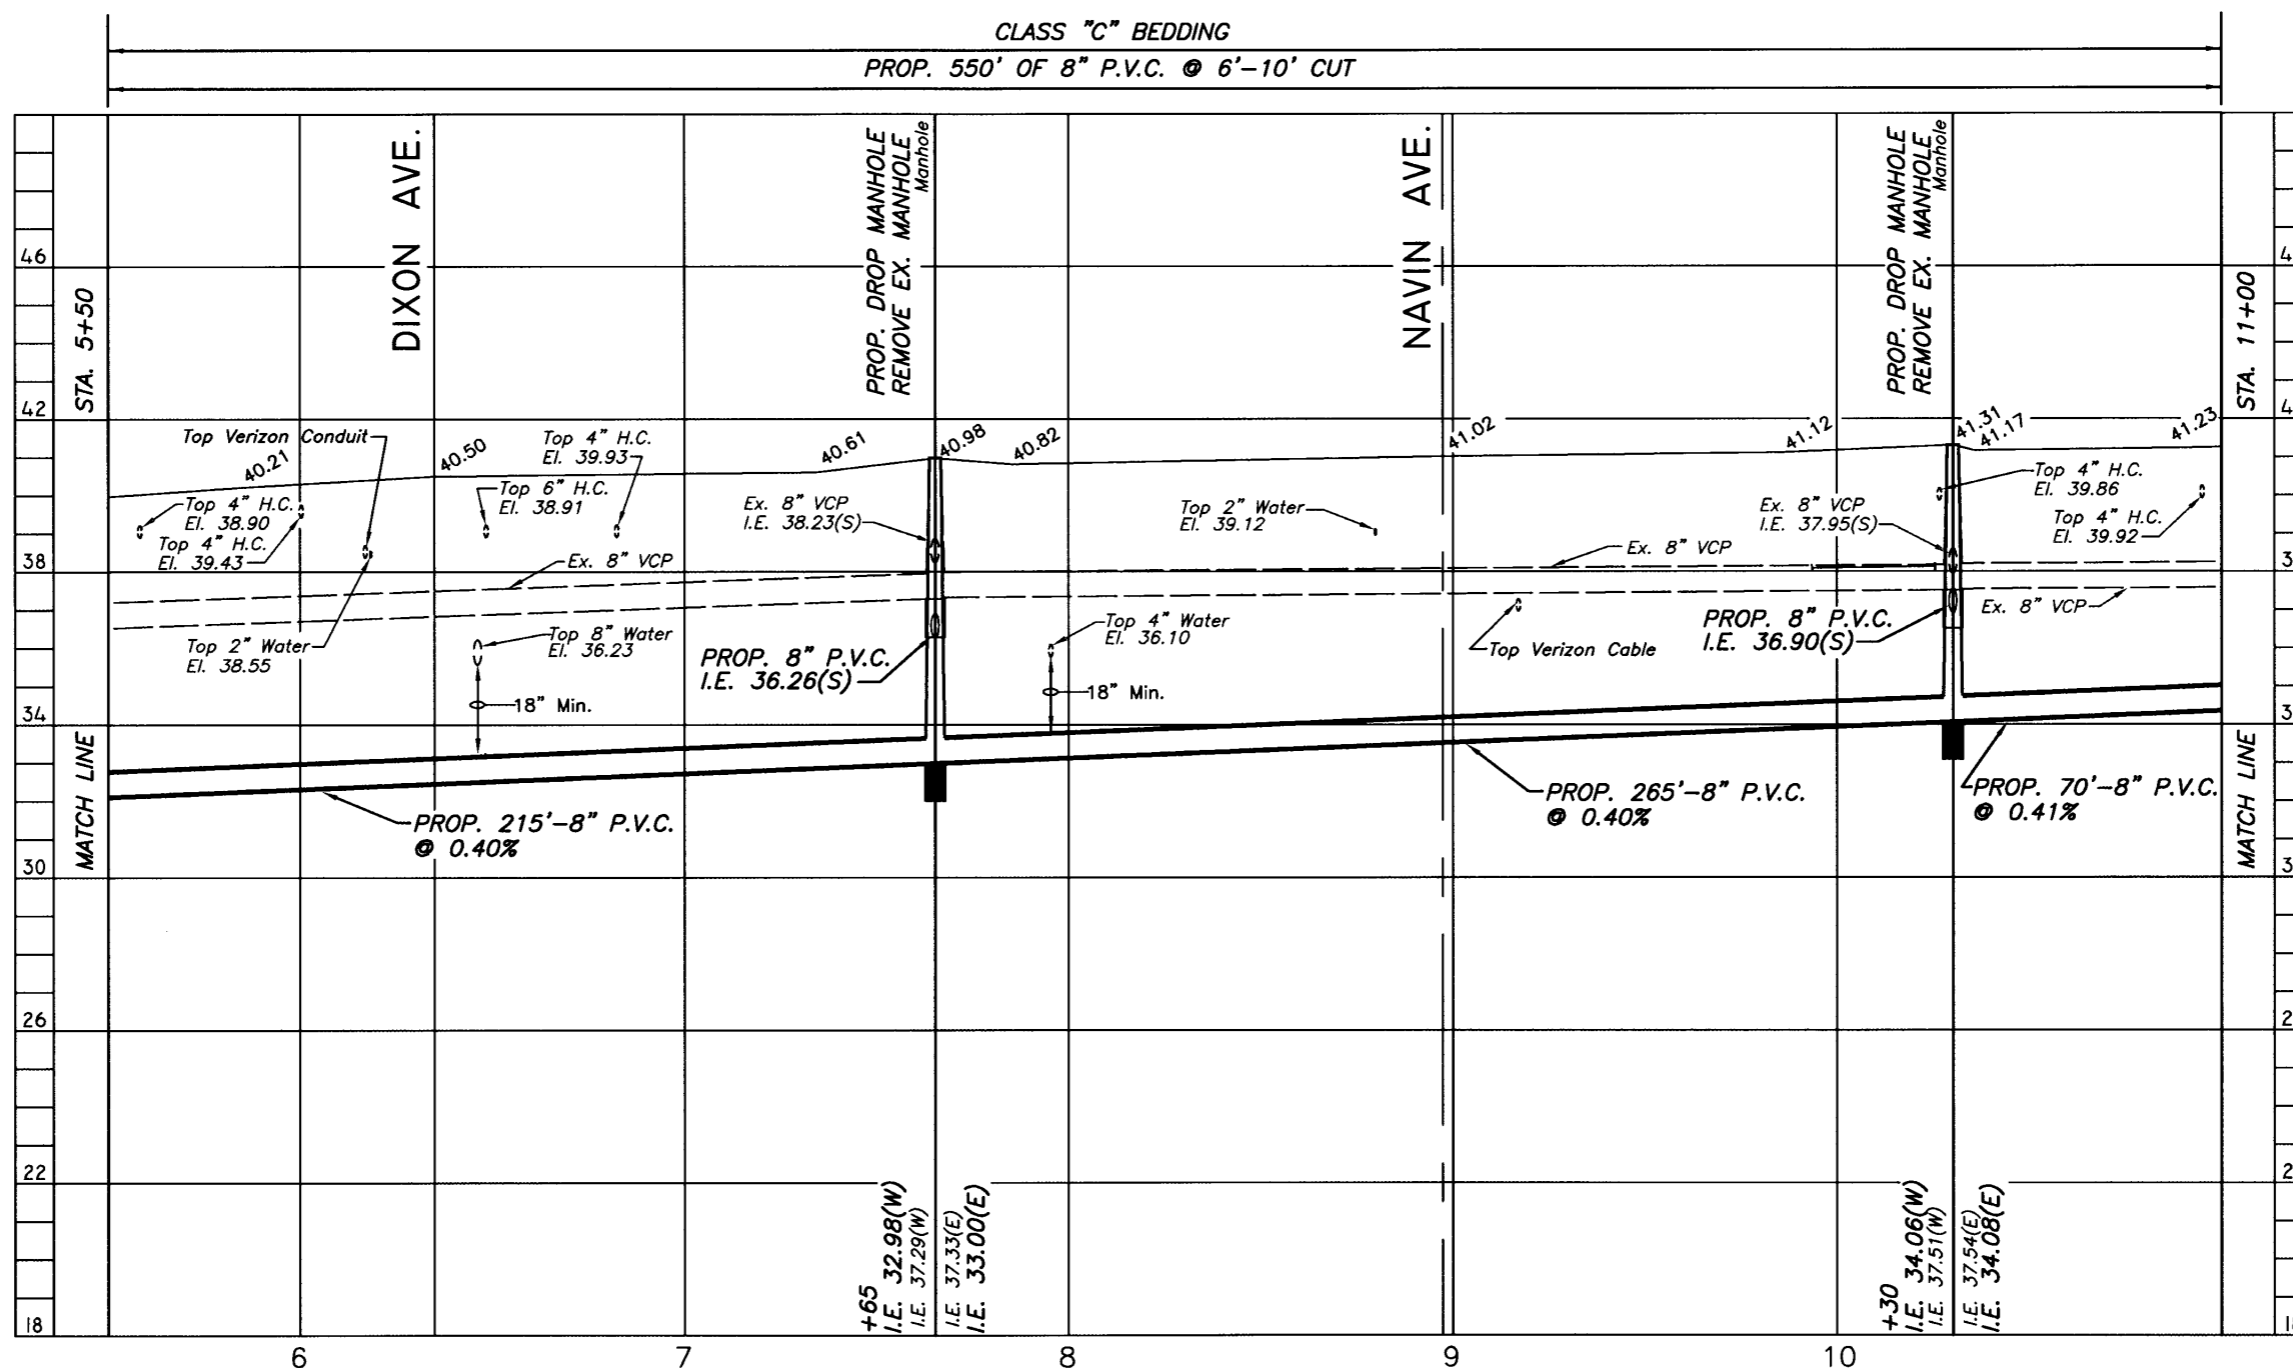 CLASS "C" BEDDING
PROP. 550' OF 8" P.V.C. @ 6'-10' CUT
STA. 5+50
DIXON AVE.
PROP. DROP MANHOLE
REMOVE EX. MANHOLE
Manhole
NAVIN AVE.
PROP. DROP MANHOLE
REMOVE EX. MANHOLE
Manhole
STA. 11+00
46
42
38
34
30
26
22
18
Top Verizon Conduit
40.21
40.50
Top 4" H.C.
El. 39.93
40.61
40.98
40.82
41.02
41.12
41.31
41.17
41.23
Top 4" H.C.
El. 38.90
Top 4" H.C.
El. 39.43
Top 6" H.C.
El. 38.91
Ex. 8" VCP
I.E. 38.23(S)
Top 2" Water
El. 39.12
Ex. 8" VCP
I.E. 37.95(S)
Top 4" H.C.
El. 39.86
Top 4" H.C.
El. 39.92
Ex. 8" VCP
Ex. 8" VCP
Ex. 8" VCP
Top 2" Water
El. 38.55
Top 8" Water
El. 36.23
18" Min.
PROP. 8" P.V.C.
I.E. 36.26(S)
Top 4" Water
El. 36.10
18" Min.
Top Verizon Cable
PROP. 8" P.V.C.
I.E. 36.90(S)
MATCH LINE
PROP. 215'-8" P.V.C.
@ 0.40%
PROP. 265'-8" P.V.C.
@ 0.40%
PROP. 70'-8" P.V.C.
@ 0.41%
MATCH LINE
+65
I.E. 32.98(W)
I.E. 37.29(W)
I.E. 37.33(E)
I.E. 33.00(E)
+30
I.E. 34.06(W)
I.E. 37.51(W)
I.E. 37.54(E)
I.E. 34.08(E)
6
7
8
9
10